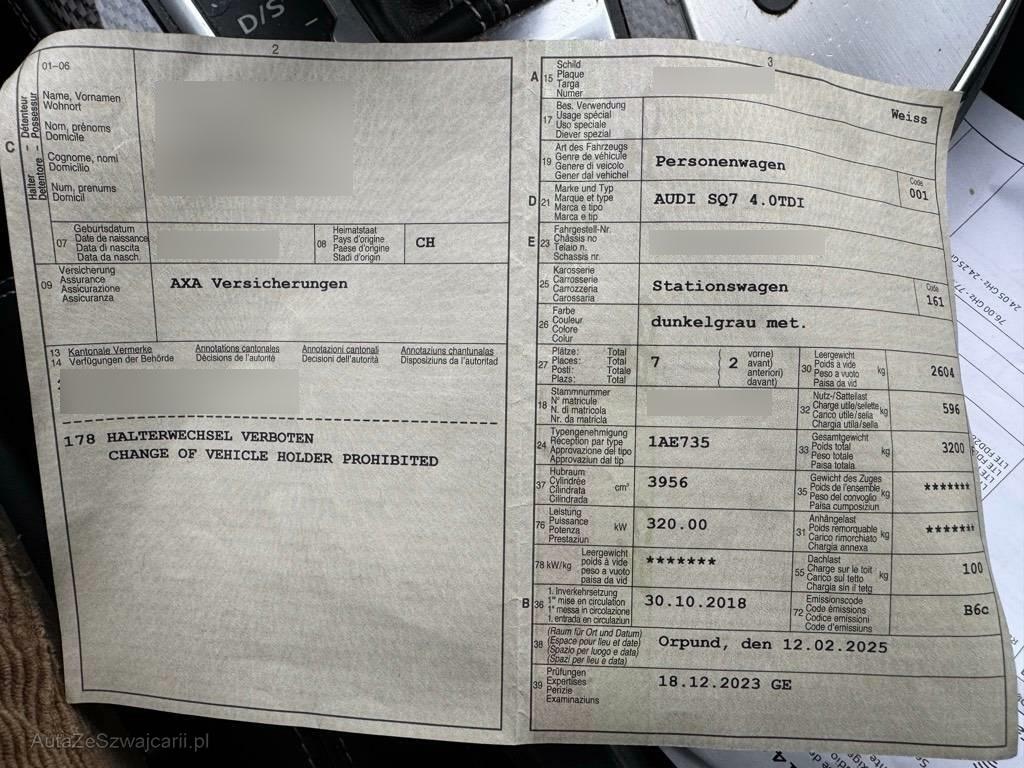 D/S
2
01-06
C
Halter - Détenteur
Detentore - Possessur
Name, Vornamen
Wohnort
Nom, prénoms
Domicile
Cognome, nomi
Domicilio
Num, prenums
Domicil
07
Geburtsdatum
Date de naissance
Data di nascita
Data da nasch.
08
Heimatstaat
Pays d'origine
Paese d'origine
Stadi d'origin
CH
09
Versicherung
Assurance
Assicurazione
Assicuranza
AXA Versicherungen
13 Kantonale Vermerke
14 Verfügungen der Behörde
Annotations cantonales
Décisions de l'autorité
Annotazioni cantonali
Decisioni dell'autorità
Annotaziuns chantunalas
Disposiziuns da l'autoritad
178 HALTERWECHSEL VERBOTEN
CHANGE OF VEHICLE HOLDER PROHIBITED
3
A 15
Schild
Plaque
Targa
Numer
Weiss
17
Bes. Verwendung
Usage spécial
Uso speciale
Diever spezial
19
Art des Fahrzeugs
Genre de véhicule
Genere di veicolo
Gener dal vehichel
Personenwagen
Code
001
D 21
Marke und Typ
Marque et type
Marca e tipo
Marca e tip
AUDI SQ7 4.0TDI
E 23
Fahrgestell-Nr.
Châssis no
Telaio n.
Schassis nr.
25
Karosserie
Carrosserie
Carrozzeria
Carossaria
Stationswagen
Code
161
26
Farbe
Couleur
Colore
Colur
dunkelgrau met.
27
Plätze: Total
Places: Total
Posti: Totale
Plazs: Total
7
2
vorne)
avant)
anteriori)
davant)
30
Leergewicht
Poids à vide
Peso a vuoto
Paisa da vid
kg
2604
18
Stammnummer
N° matricule
N. di matricola
Nr. da matricla
32
Nutz-/Sattellast
Charge utile/sellette
Carico utile/sella
Chargia utila/sella
kg
596
24
Typengenehmigung
Réception par type
Approvazione del tipo
Approvaziun dal tip
1AE735
33
Gesamtgewicht
Poids total
Peso totale
Paisa totala
kg
3200
37
Hubraum
Cylindrée
Cilindrata
Cilindrada
cm³
3956
35
Gewicht des Zuges
Poids de l'ensemble
Peso del convoglio
Paisa cumposiziun
kg
*******
76
Leistung
Puissance
Potenza
Prestaziun
kW
320.00
31
Anhängelast
Poids remorquable
Carico rimorchiato
Chargia annexa
kg
*******
78 kW/kg
Leergewicht
poids à vide
peso a vuoto
paisa da vid
*******
55
Dachlast
Charge sur le toit
Carico sul tetto
Chargia sin il tetg
kg
100
B 36
1. Inverkehrsetzung
1re mise en circulation
1a messa in circolazione
1. entrada en circulaziun
30.10.2018
72
Emissionscode
Code émissions
Codice emissioni
Code d'emissiuns
B6c
38
(Raum für Ort und Datum)
(Espace pour lieu et date)
(Spazio per luogo e data)
(Spazi per lieu e data)
Orpund, den 12.02.2025
39
Prüfungen
Expertises
Perizie
Examinaziuns
18.12.2023 GE
AutaZeSzwajcarii.pl